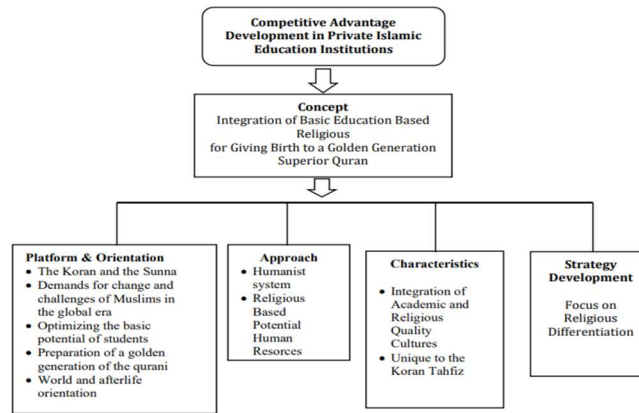 Competitive Advantage
Development in Private Islamic
Education Institutions
Concept
Integration of Basic Education Based
Religious
for Giving Birth to a Golden Generation
Superior Quran
Platform & Orientation
• The Koran and the Sunna
• Demands for change and
challenges of Muslims in
the global era
• Optimizing the basic
potential of students
• Preparation of a golden
generation of the qurani
• World and afterlife
orientation
Approach
• Humanist
system
• Religious
Based
Potential
Human
Resorces
Characteristics
• Integration of
Academic and
Religious
Quality
Cultures
• Unique to the
Koran Tahfiz
Strategy
Development
Focus on
Religious
Differentiation